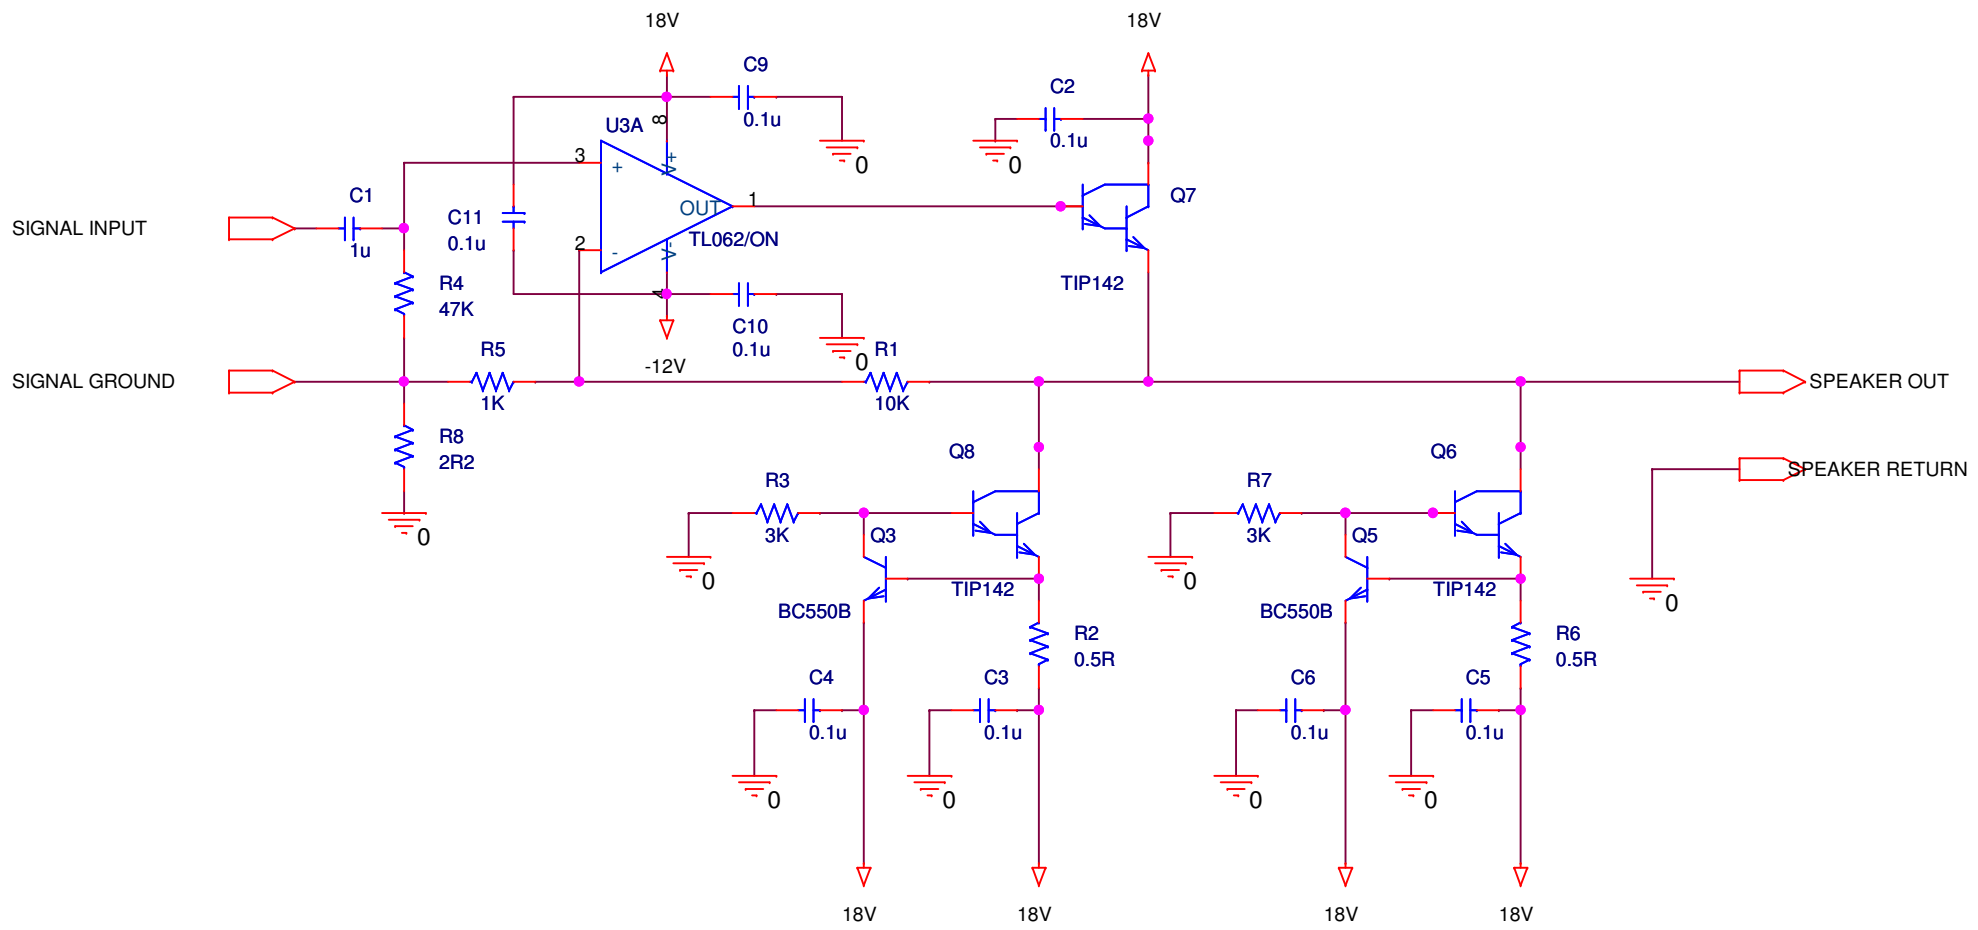 18V
18V
C9
0.1u
C2
0.1u
U3A
8
V+
3
+
1
OUT
Q7
C1
1u
SIGNAL INPUT
C11
0.1u
2
-
V-
TL062/ON
4
TIP142
R4
47K
C10
0.1u
0
0
0
R5
1K
-12V
R1
10K
SIGNAL GROUND
SPEAKER OUT
R8
2R2
0
Q8
Q6
SPEAKER RETURN
R3
3K
Q3
R7
3K
Q5
0
TIP142
0
TIP142
0
BC550B
BC550B
R2
0.5R
R6
0.5R
C4
0.1u
C3
0.1u
C6
0.1u
C5
0.1u
0
0
0
0
18V
18V
18V
18V